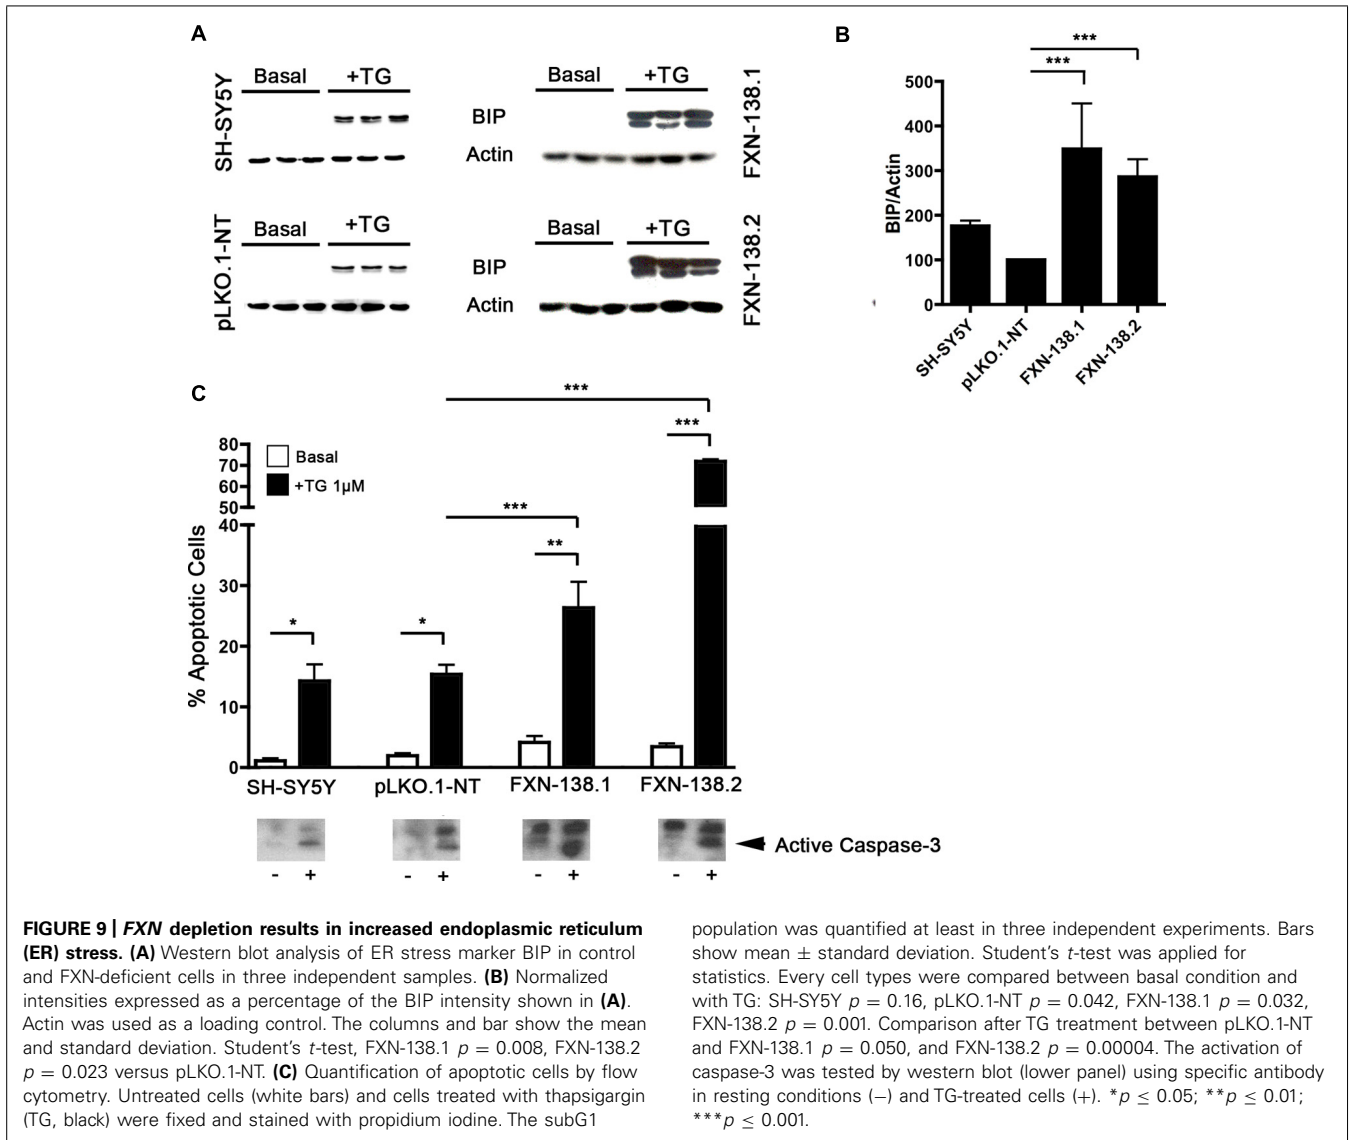 A
SH-SY5Y
Basal
+TG
BIP
Actin
Basal
+TG
FXN-138.1
pLKO.1-NT
Basal
+TG
BIP
Actin
Basal
+TG
FXN-138.2
B
***
***
BIP/Actin
500
400
300
200
100
0
SH-SY5Y
pLKO.1-NT
FXN-138.1
FXN-138.2
C
% Apoptotic Cells
80
70
60
50
40
30
20
10
0
Basal
+TG 1µM
***
***
***
**
*
*
SH-SY5Y
pLKO.1-NT
FXN-138.1
FXN-138.2
Active Caspase-3
- +
- +
- +
- +
FIGURE 9 | FXN depletion results in increased endoplasmic reticulum
(ER) stress. (A) Western blot analysis of ER stress marker BIP in control
and FXN-deficient cells in three independent samples. (B) Normalized
intensities expressed as a percentage of the BIP intensity shown in (A).
Actin was used as a loading control. The columns and bar show the mean
and standard deviation. Student's t-test, FXN-138.1 p = 0.008, FXN-138.2
p = 0.023 versus pLKO.1-NT. (C) Quantification of apoptotic cells by flow
cytometry. Untreated cells (white bars) and cells treated with thapsigargin
(TG, black) were fixed and stained with propidium iodine. The subG1
population was quantified at least in three independent experiments. Bars
show mean ± standard deviation. Student's t-test was applied for
statistics. Every cell types were compared between basal condition and
with TG: SH-SY5Y p = 0.16, pLKO.1-NT p = 0.042, FXN-138.1 p = 0.032,
FXN-138.2 p = 0.001. Comparison after TG treatment between pLKO.1-NT
and FXN-138.1 p = 0.050, and FXN-138.2 p = 0.00004. The activation of
caspase-3 was tested by western blot (lower panel) using specific antibody
in resting conditions (−) and TG-treated cells (+). *p ≤ 0.05; **p ≤ 0.01;
***p ≤ 0.001.